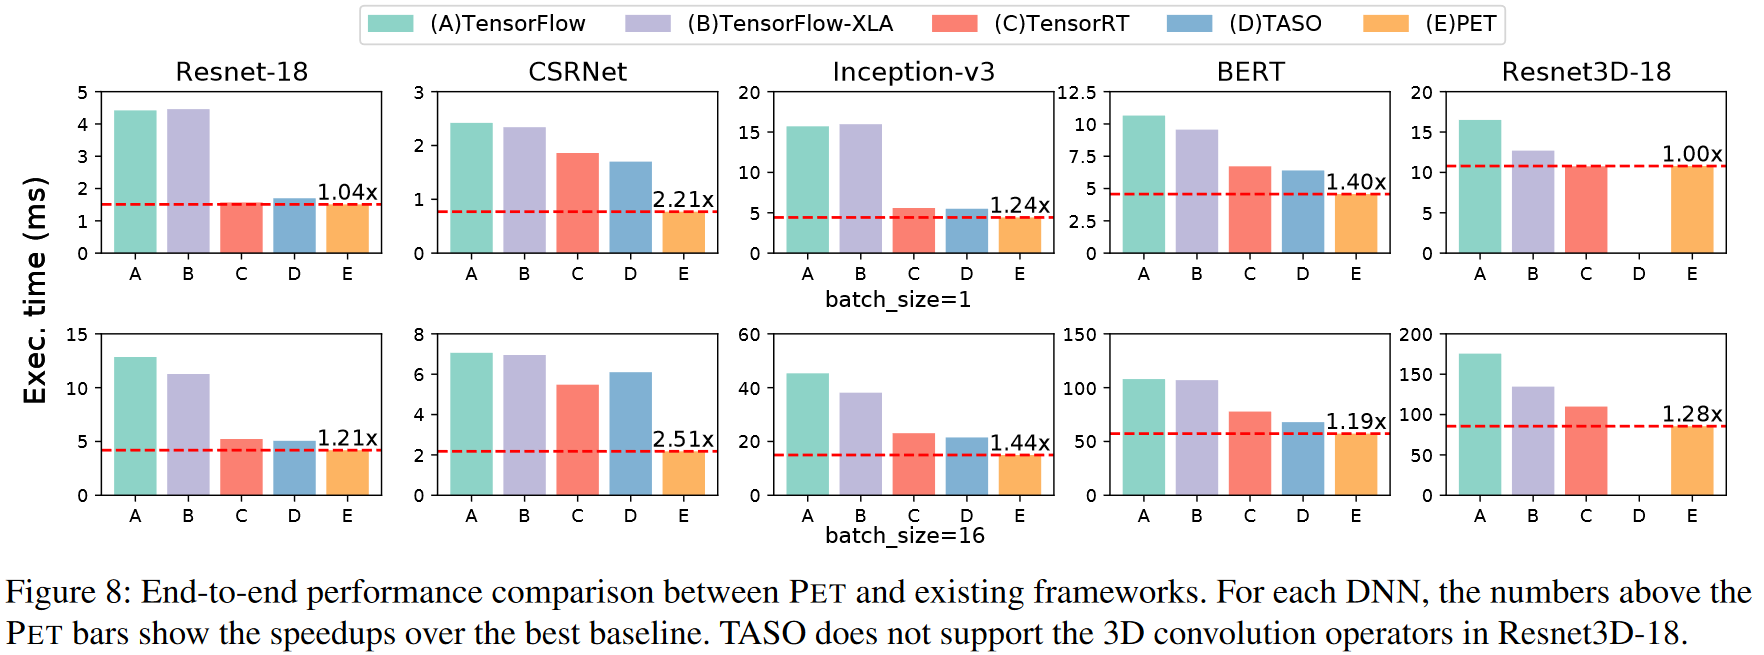 (A)TensorFlow (B)TensorFlow-XLA (C)TensorRT (D)TASO (E)PET
Resnet-18 CSRNet Inception-v3 BERT Resnet3D-18
Exec. time (ms)
5
4
3
2
1
0
1.04x
A B C D E
3
2
1
0
2.21x
A B C D E
20
15
10
5
0
1.24x
A B C D E
12.5
10
7.5
5
2.5
0
1.40x
A B C D E
20
15
10
5
0
1.00x
A B C D E
batch_size=1
15
10
5
0
1.21x
A B C D E
8
6
4
2
0
2.51x
A B C D E
60
40
20
0
1.44x
A B C D E
150
100
50
0
1.19x
A B C D E
200
150
100
50
0
1.28x
A B C D E
batch_size=16
Figure 8: End-to-end performance comparison between PET and existing frameworks. For each DNN, the numbers above the
PET bars show the speedups over the best baseline. TASO does not support the 3D convolution operators in Resnet3D-18.